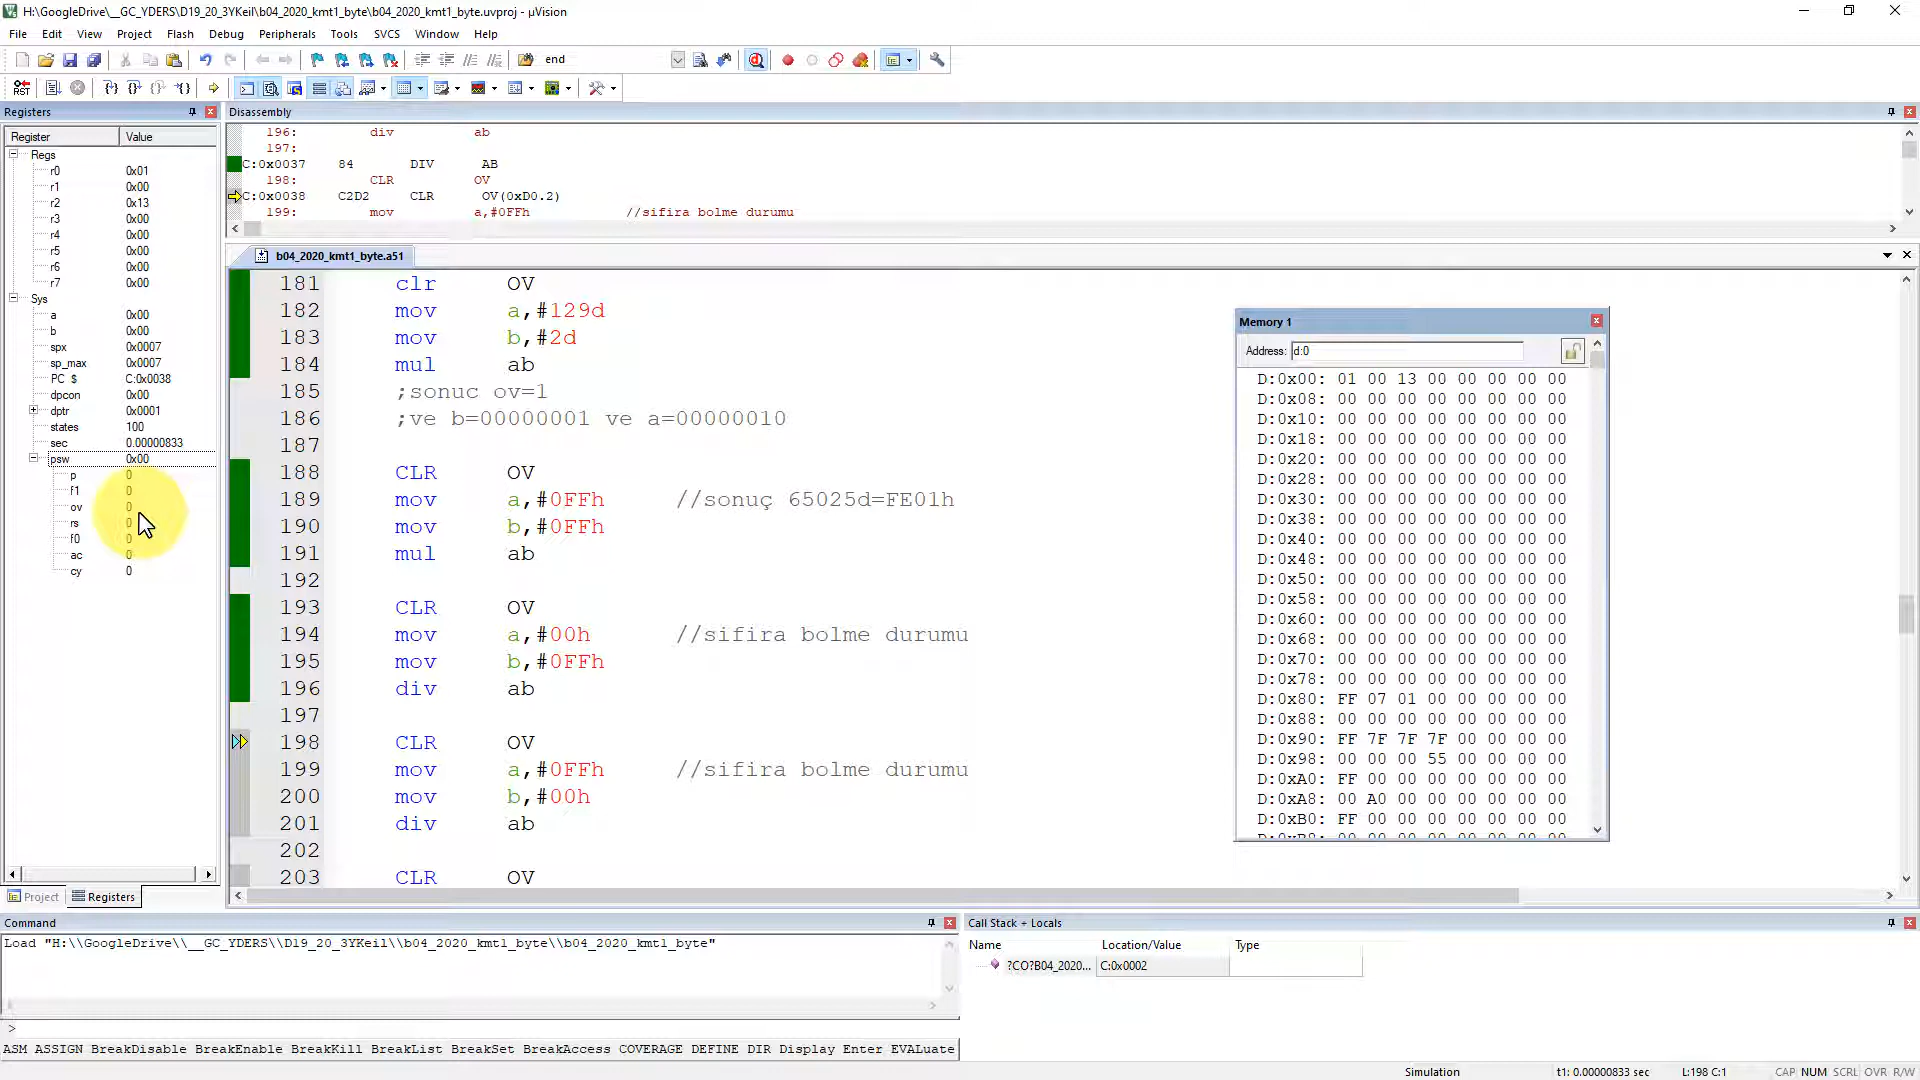 H:\GoogleDrive\__GC_YDERS\D19_20_3YKeil\b04_2020_kmt1_byte\b04_2020_kmt1_byte.uvproj - µVision
File Edit View Project Flash Debug Peripherals Tools SVCS Window Help
end
Registers
Register Value
Regs
r0 0x01
r1 0x00
r2 0x13
r3 0x00
r4 0x00
r5 0x00
r6 0x00
r7 0x00
Sys
a 0x00
b 0x00
spx 0x0007
sp_max 0x0007
PC $ C:0x0038
dpcon 0x00
dptr 0x0001
states 100
sec 0.00000833
psw 0x00
p 0
f1 0
ov 0
rs 0
f0 0
ac 0
cy 0
Project Registers
Disassembly
196: div ab
197:
C:0x0037 84 DIV AB
198: CLR OV
C:0x0038 C2D2 CLR OV(0xD0.2)
199: mov a,#0FFh //sifira bolme durumu
b04_2020_kmt1_byte.a51
181 clr OV
182 mov a,#129d
183 mov b,#2d
184 mul ab
185 ;sonuc ov=1
186 ;ve b=00000001 ve a=00000010
187
188 CLR OV
189 mov a,#0FFh //sonuç 65025d=FE01h
190 mov b,#0FFh
191 mul ab
192
193 CLR OV
194 mov a,#00h //sifira bolme durumu
195 mov b,#0FFh
196 div ab
197
198 CLR OV
199 mov a,#0FFh //sifira bolme durumu
200 mov b,#00h
201 div ab
202
203 CLR OV
Memory 1
Address: d:0
D:0x00: 01 00 13 00 00 00 00 00
D:0x08: 00 00 00 00 00 00 00 00
D:0x10: 00 00 00 00 00 00 00 00
D:0x18: 00 00 00 00 00 00 00 00
D:0x20: 00 00 00 00 00 00 00 00
D:0x28: 00 00 00 00 00 00 00 00
D:0x30: 00 00 00 00 00 00 00 00
D:0x38: 00 00 00 00 00 00 00 00
D:0x40: 00 00 00 00 00 00 00 00
D:0x48: 00 00 00 00 00 00 00 00
D:0x50: 00 00 00 00 00 00 00 00
D:0x58: 00 00 00 00 00 00 00 00
D:0x60: 00 00 00 00 00 00 00 00
D:0x68: 00 00 00 00 00 00 00 00
D:0x70: 00 00 00 00 00 00 00 00
D:0x78: 00 00 00 00 00 00 00 00
D:0x80: FF 07 01 00 00 00 00 00
D:0x88: 00 00 00 00 00 00 00 00
D:0x90: FF 7F 7F 7F 00 00 00 00
D:0x98: 00 00 00 55 00 00 00 00
D:0xA0: FF 00 00 00 00 00 00 00
D:0xA8: 00 A0 00 00 00 00 00 00
D:0xB0: FF 00 00 00 00 00 00 00
Command
Load "H:\\GoogleDrive\\__GC_YDERS\\D19_20_3YKeil\\b04_2020_kmt1_byte\\b04_2020_kmt1_byte"
>
ASM ASSIGN BreakDisable BreakEnable BreakKill BreakList BreakSet BreakAccess COVERAGE DEFINE DIR Display Enter EVALuate
Call Stack + Locals
Name Location/Value Type
?CO?B04_2020... C:0x0002
Simulation t1: 0.00000833 sec L:198 C:1 CAP NUM SCRL OVR R/W